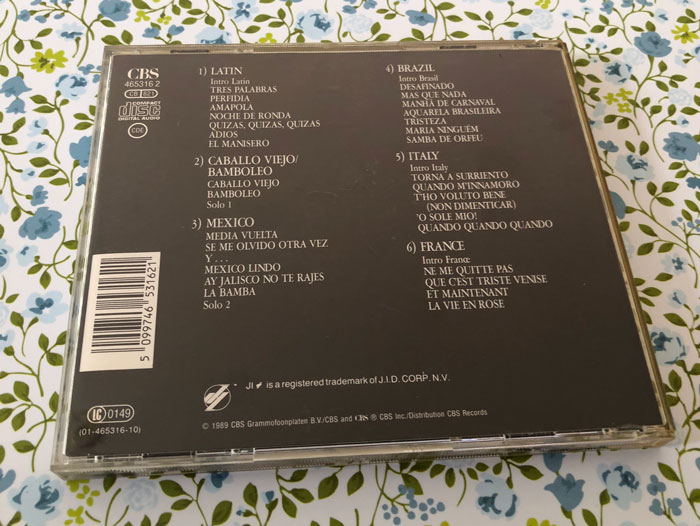 CBS
465316 2
CB 821
COMPACT
disc
DIGITAL AUDIO
CDE
1) LATIN
Intro Latin
TRES PALABRAS
PERFIDIA
AMAPOLA
NOCHE DE RONDA
QUIZAS, QUIZAS, QUIZAS
ADIOS
EL MANISERO
2) CABALLO VIEJO/
BAMBOLEO
CABALLO VIEJO
BAMBOLEO
Solo 1
3) MEXICO
MEDIA VUELTA
SE ME OLVIDO OTRA VEZ
Y . . .
MEXICO LINDO
AY JALISCO NO TE RAJES
LA BAMBA
Solo 2
4) BRAZIL
Intro Brasil
DESAFINADO
MAS QUE NADA
MANHÃ DE CARNAVAL
AQUARELA BRASILEIRA
TRISTEZA
MARIA NINGUÉM
SAMBA DE ORFEU
5) ITALY
Intro Italy
TORNA A SURRIENTO
QUANDO M'INNAMORO
T'HO VOLUTO BENE
(NON DIMENTICAR)
'O SOLE MIO!
QUANDO QUANDO QUANDO
6) FRANCE
Intro France
NE ME QUITTE PAS
QUE C'EST TRISTE VENISE
ET MAINTENANT
LA VIE EN ROSE
5 099746 531621
JI is a registered trademark of J.I.D. CORP. N.V.
LC 0149
(01-465316-10)
© 1989 CBS Grammofoonplaten B.V./CBS and CBS ® CBS Inc./Distribution CBS Records